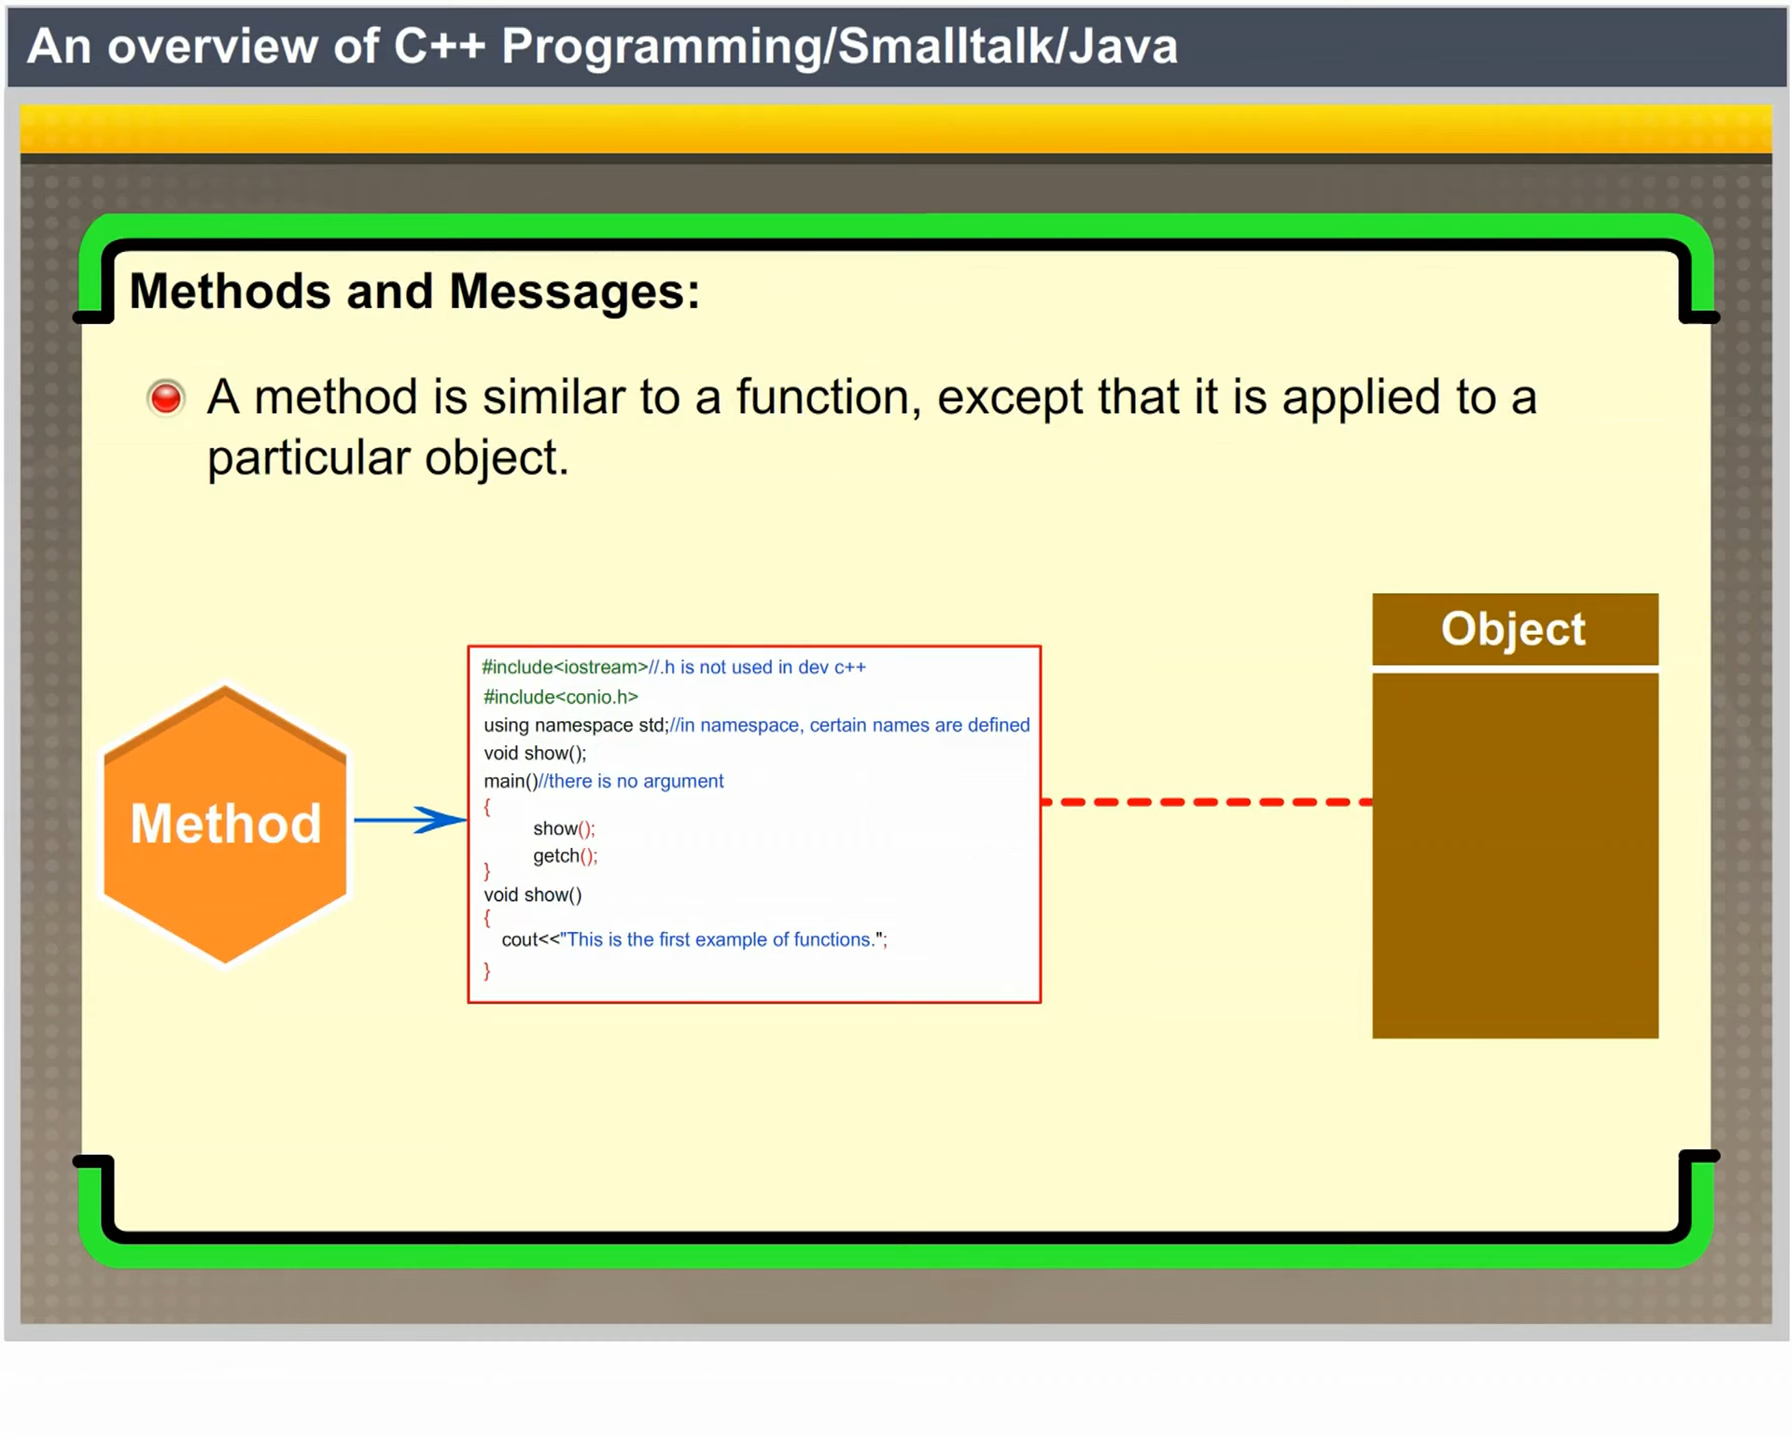 An overview of C++ Programming/Smalltalk/Java
Methods and Messages:
A method is similar to a function, except that it is applied to a
particular object.
Method
#include<iostream>//.h is not used in dev c++
#include<conio.h>
using namespace std;//in namespace, certain names are defined
void show();
main()//there is no argument
{
show();
getch();
}
void show()
{
cout<<"This is the first example of functions.";
}
Object